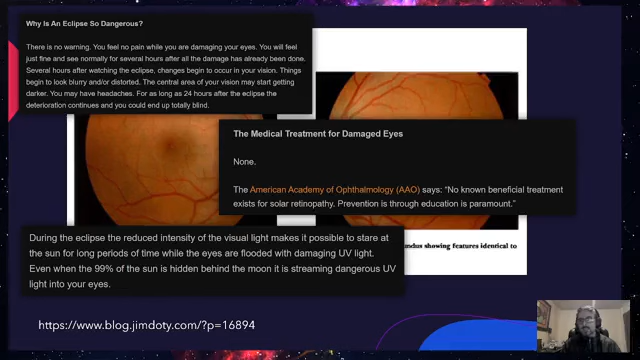 Why Is An Eclipse So Dangerous?
There is no warning. You feel no pain while you are damaging your eyes. You will feel
just fine and see normally for several hours after all the damage has already been done.
Several hours after watching the eclipse, changes begin to occur in your vision. Things
begin to look blurry and/or distorted. The central area of your vision may start getting
darker. You may have headaches. For as long as 24 hours after the eclipse the
deterioration continues and you could end up totally blind.
The Medical Treatment for Damaged Eyes
None.
The American Academy of Ophthalmology (AAO) says: “No known beneficial treatment
exists for solar retinopathy. Prevention is through education is paramount.”
During the eclipse the reduced intensity of the visual light makes it possible to stare at
the sun for long periods of time while the eyes are flooded with damaging UV light.
Even when the 99% of the sun is hidden behind the moon it is streaming dangerous UV
light into your eyes.
undus showing features identical to
https://www.blog.jimdoty.com/?p=16894